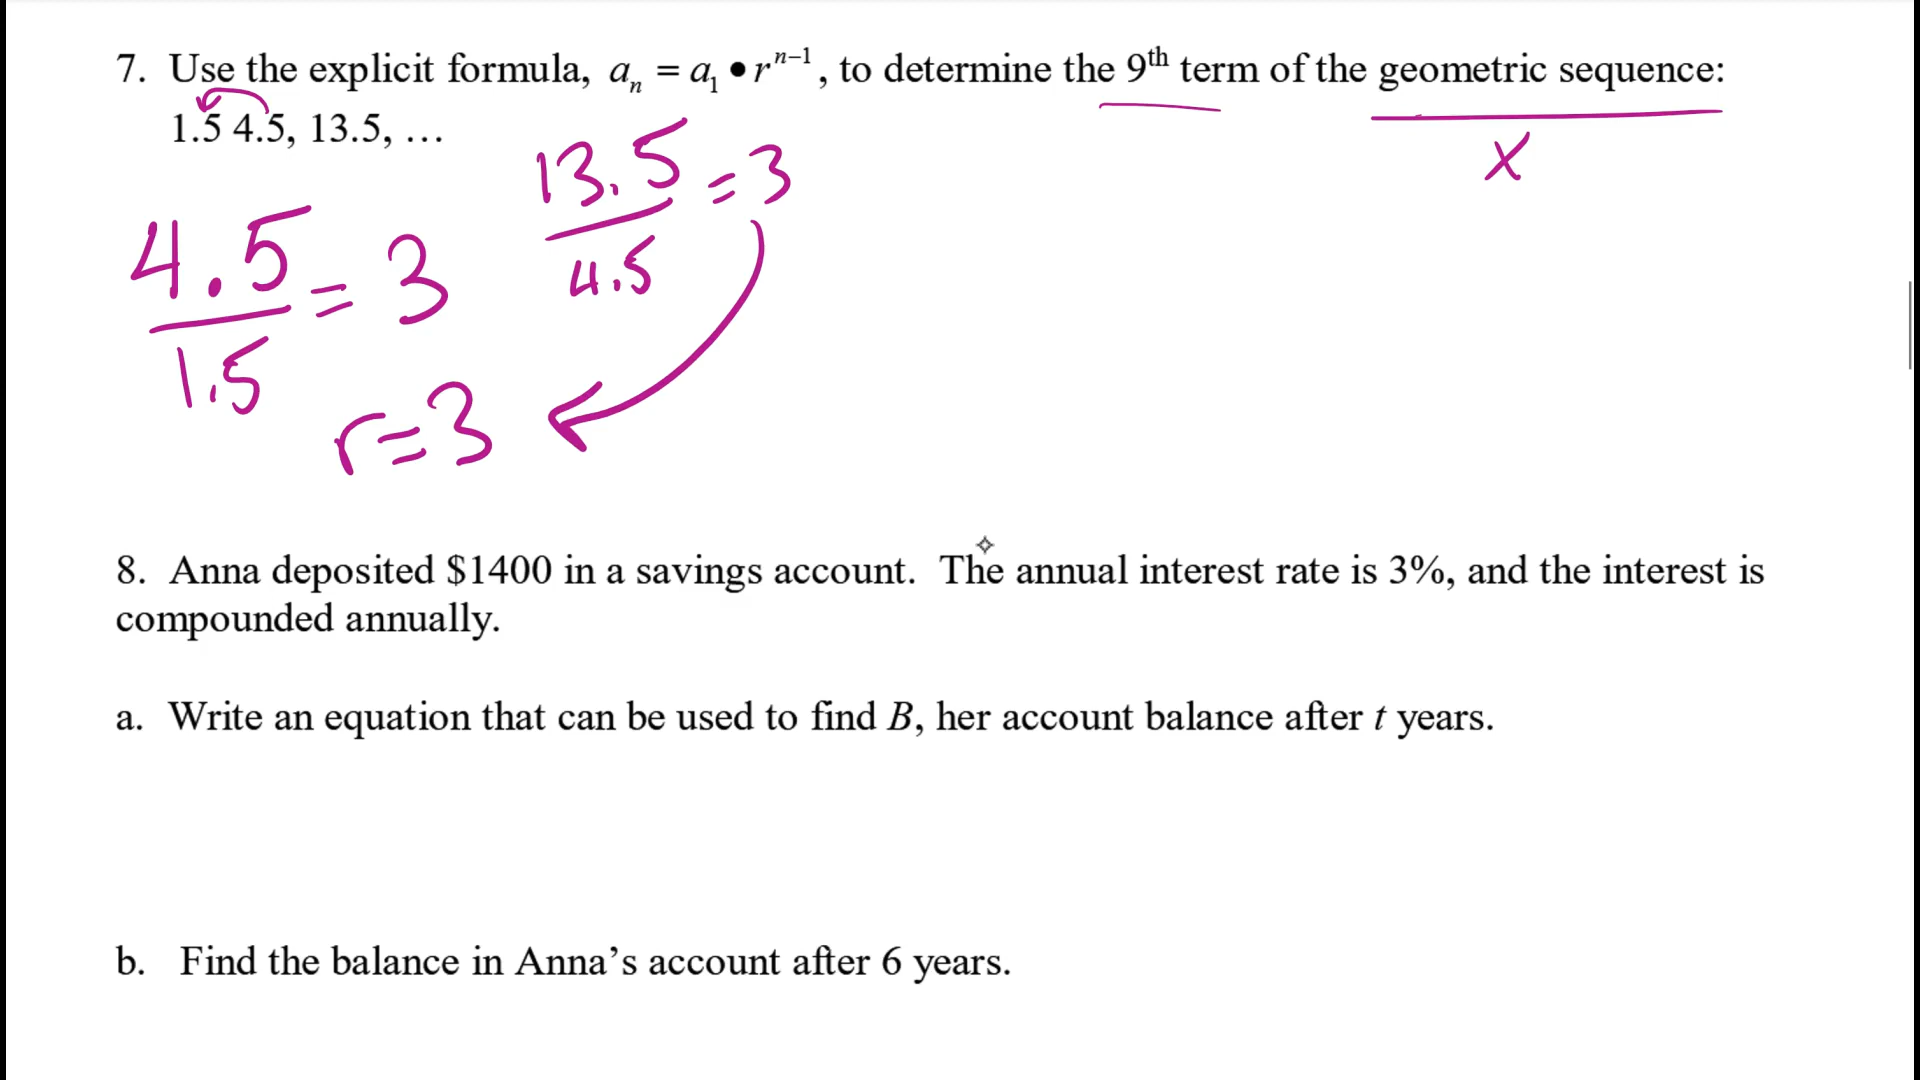 7. Use the explicit formula, aₙ = a₁ • rⁿ⁻¹, to determine the 9ᵗʰ term of the geometric sequence:
1.5 4.5, 13.5, …
x
13.5/4.5 = 3
4.5/1.5 = 3
r=3
8. Anna deposited $1400 in a savings account. The annual interest rate is 3%, and the interest is
compounded annually.
a. Write an equation that can be used to find B, her account balance after t years.
b. Find the balance in Anna’s account after 6 years.